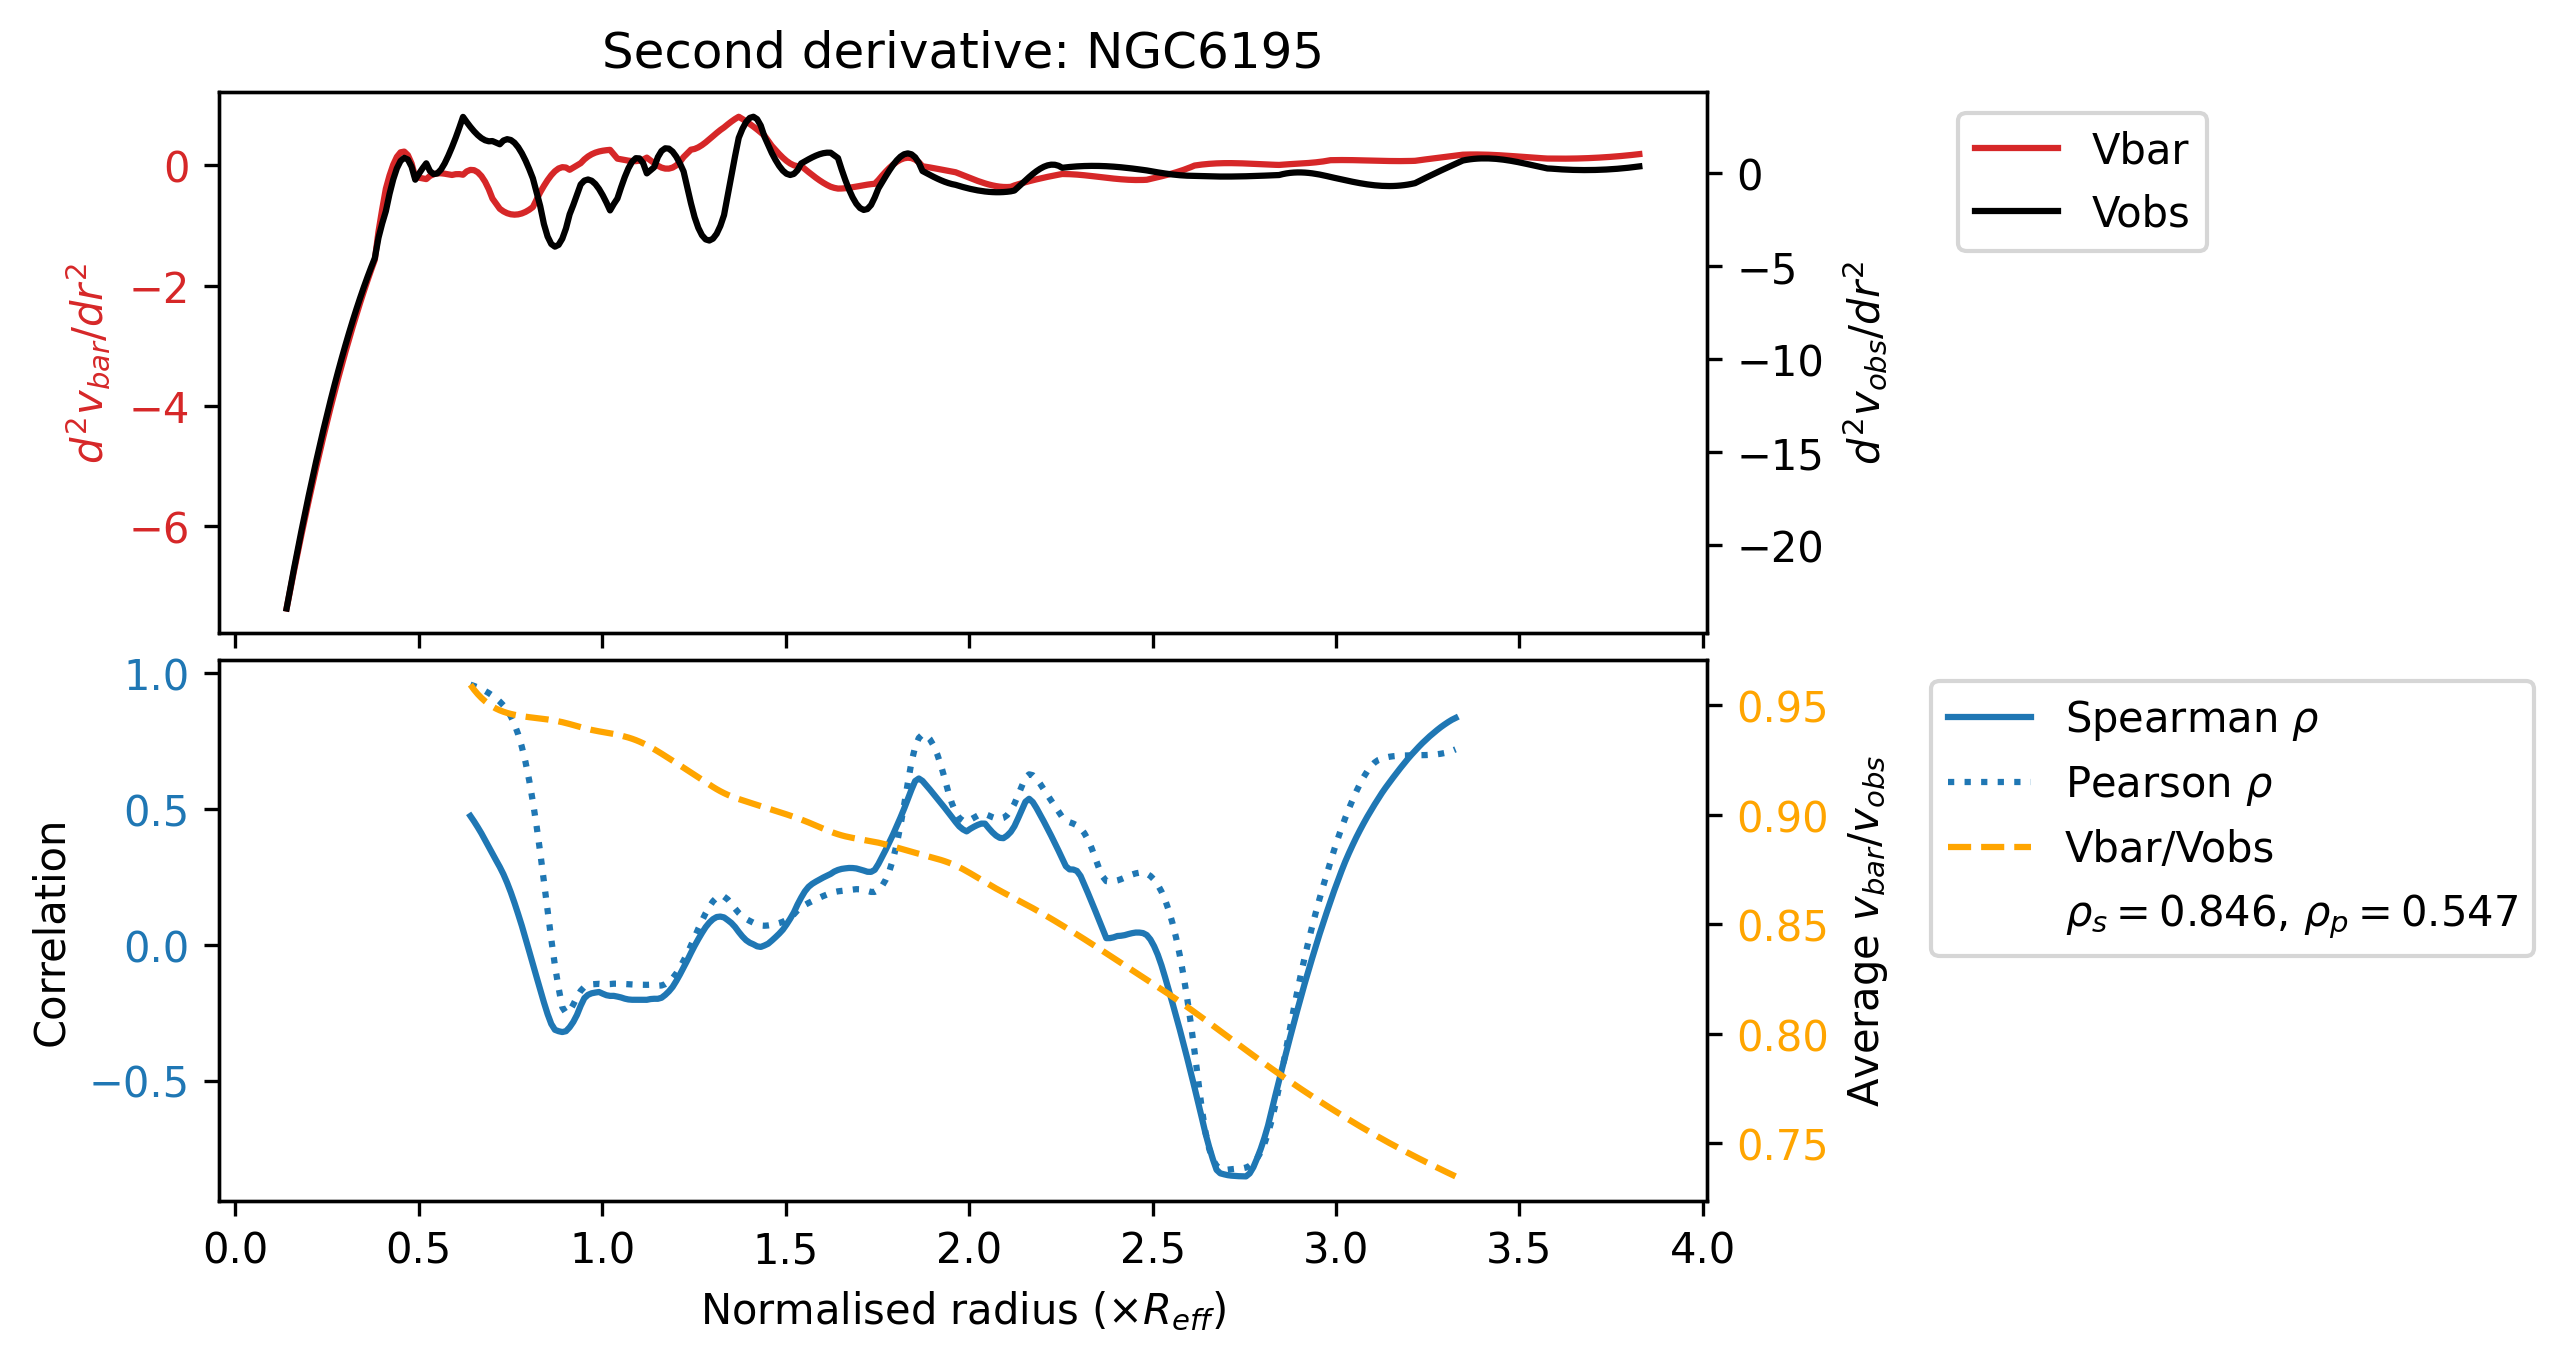 Second derivative: NGC6195
0
−2
−4
−6
d²v_bar/dr²
0
−5
−10
−15
−20
d²v_obs/dr²
Vbar
Vobs
1.0
0.5
0.0
−0.5
Correlation
0.95
0.90
0.85
0.80
0.75
Average v_bar/v_obs
Spearman ρ
Pearson ρ
Vbar/Vobs
ρ_s = 0.846, ρ_p = 0.547
0.0 0.5 1.0 1.5 2.0 2.5 3.0 3.5 4.0
Normalised radius (×R_eff)